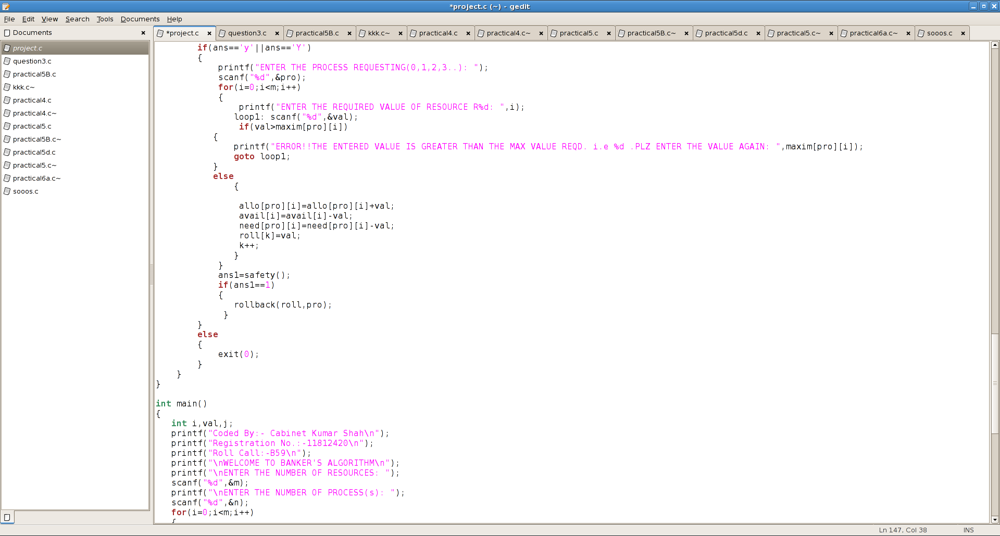 *project.c (~) - gedit
File Edit View Search Tools Documents Help
Documents
*project.c question3.c practical5B.c kkk.c~ practical4.c practical4.c~ practical5.c practical5B.c~ practical5d.c practical5.c~ practical6a.c~ sooos.c
project.c
question3.c
practical5B.c
kkk.c~
practical4.c
practical4.c~
practical5.c
practical5B.c~
practical5d.c
practical5.c~
practical6a.c~
sooos.c
if(ans=='y'||ans=='Y')
{
printf("ENTER THE PROCESS REQUESTING(0,1,2,3..): ");
scanf("%d",&pro);
for(i=0;i<m;i++)
{
printf("ENTER THE REQUIRED VALUE OF RESOURCE R%d: ",i);
loop1: scanf("%d",&val);
if(val>maxim[pro][i])
{
printf("ERROR!!THE ENTERED VALUE IS GREATER THAN THE MAX VALUE REQD. i.e %d .PLZ ENTER THE VALUE AGAIN: ",maxim[pro][i]);
goto loop1;
}
else
{
allo[pro][i]=allo[pro][i]+val;
avail[i]=avail[i]-val;
need[pro][i]=need[pro][i]-val;
roll[k]=val;
k++;
}
}
ans1=safety();
if(ans1==1)
{
rollback(roll,pro);
}
}
else
{
exit(0);
}
}
}
int main()
{
int i,val,j;
printf("Coded By:- Cabinet Kumar Shah\n");
printf("Registration No.:-11812420\n");
printf("Roll Call:-B59\n");
printf("\nWELCOME TO BANKER'S ALGORITHM\n");
printf("\nENTER THE NUMBER OF RESOURCES: ");
scanf("%d",&m);
printf("\nENTER THE NUMBER OF PROCESS(s): ");
scanf("%d",&n);
for(i=0;i<m;i++)
{
Ln 147, Col 38 INS